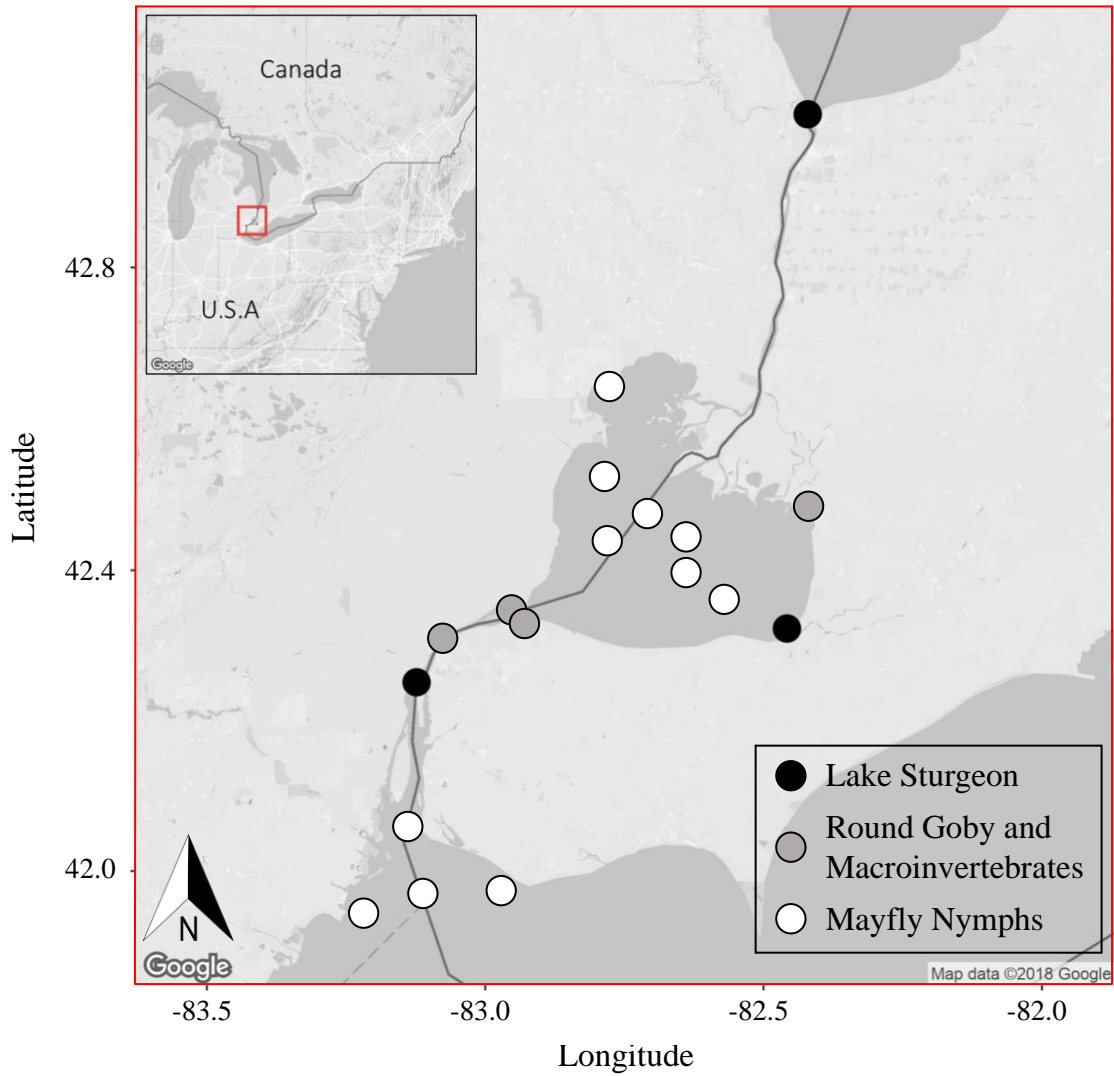 Canada
U.S.A
Google
42.8
42.4
42.0
Latitude
Lake Sturgeon
Round Goby and
Macroinvertebrates
Mayfly Nymphs
N
Google
Map data ©2018 Google
-83.5
-83.0
-82.5
-82.0
Longitude